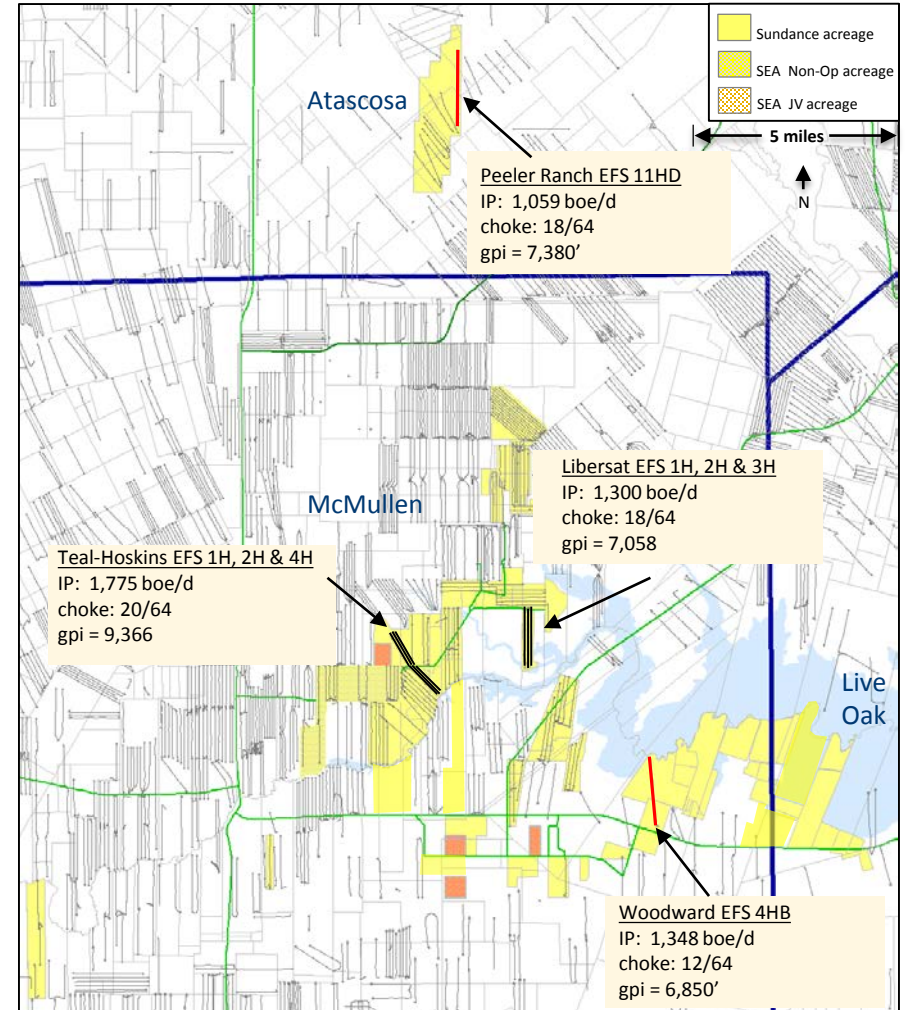 Sundance acreage
SEA Non-Op acreage
SEA JV acreage
5 miles
N
Atascosa
Peeler Ranch EFS 11HD
IP: 1,059 boe/d
choke: 18/64
gpi = 7,380’
McMullen
Libersat EFS 1H, 2H & 3H
IP: 1,300 boe/d
choke: 18/64
gpi = 7,058
Teal-Hoskins EFS 1H, 2H & 4H
IP: 1,775 boe/d
choke: 20/64
gpi = 9,366
Live
Oak
Woodward EFS 4HB
IP: 1,348 boe/d
choke: 12/64
gpi = 6,850’